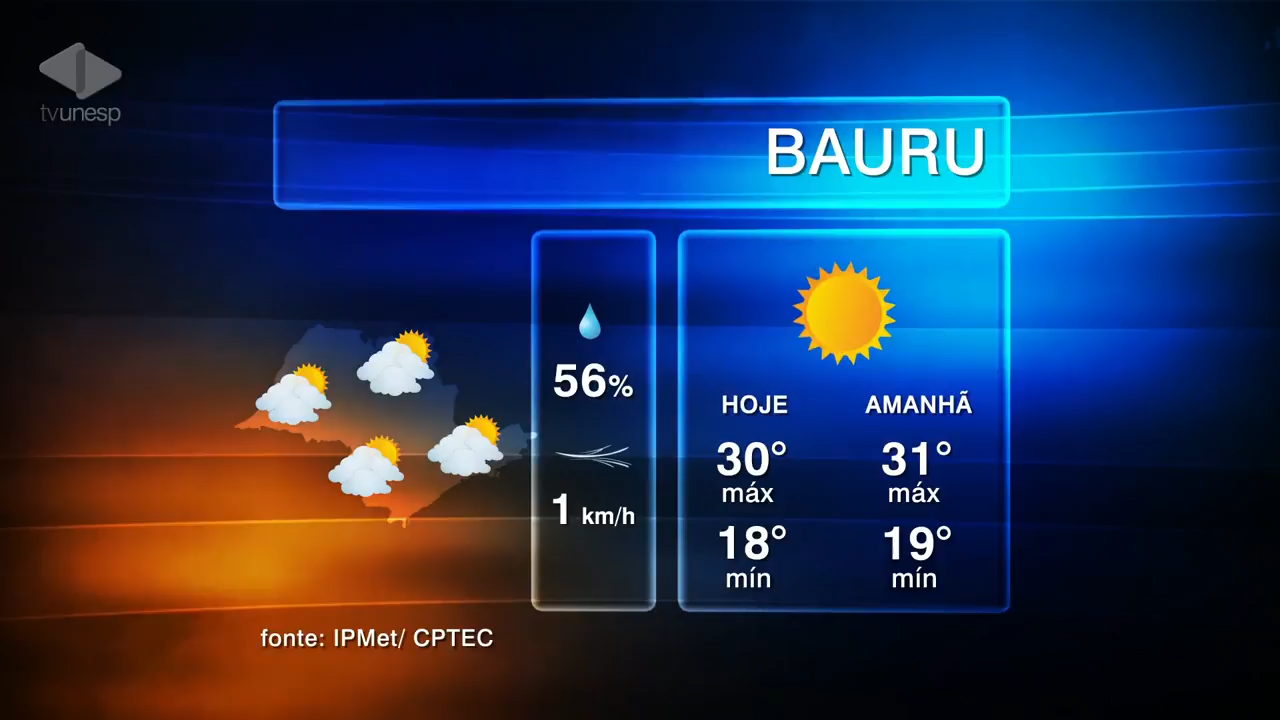 tvunesp
BAURU
56%
1 km/h
HOJE AMANHÃ
30° 31°
máx máx
18° 19°
mín mín
fonte: IPMet/ CPTEC